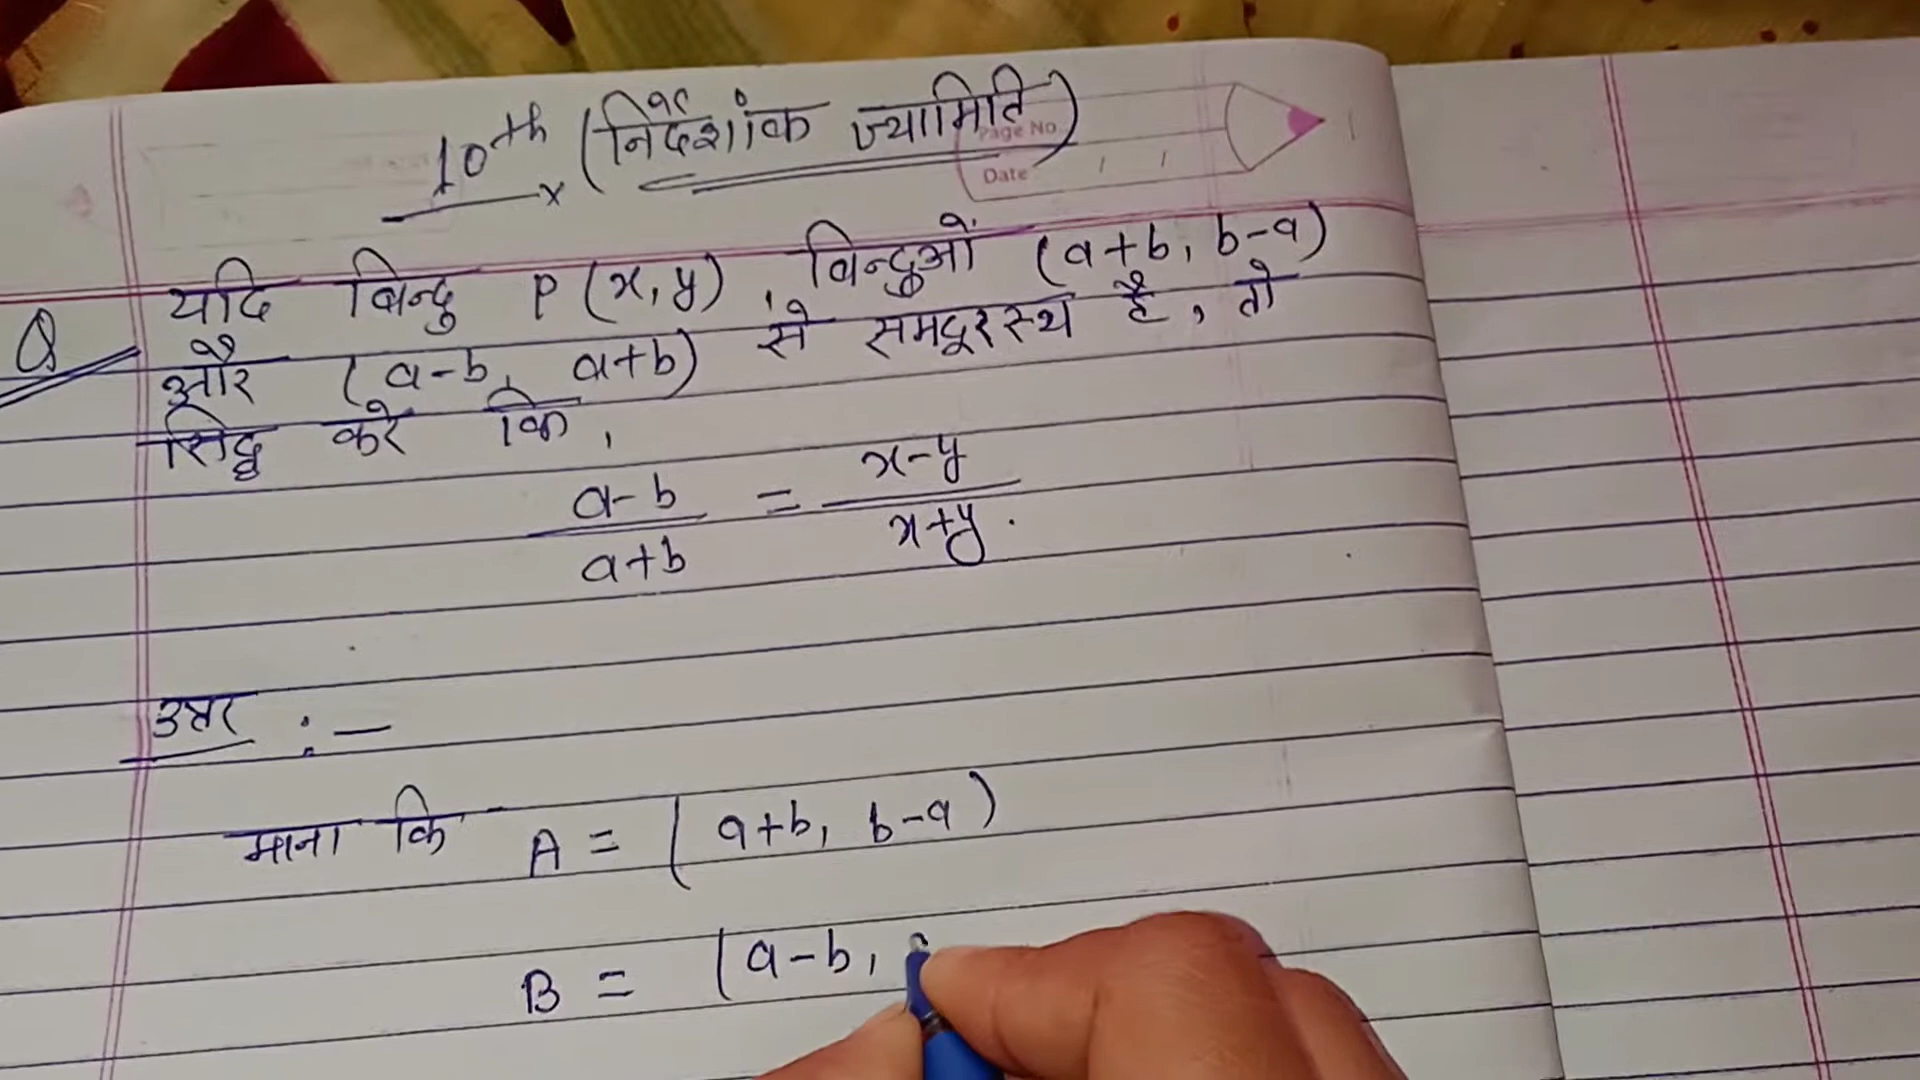 10th (निर्देशांक ज्यामिति)
Page No
Date
Q यदि बिन्दु P (x, y), बिन्दुओं (a+b, b-a)
और (a-b, a+b) से समदूरस्थ है, तो
सिद्ध करे कि,
a-b / a+b = x-y / x+y.
उत्तर :-
माना कि A = (a+b, b-a)
B = (a-b,